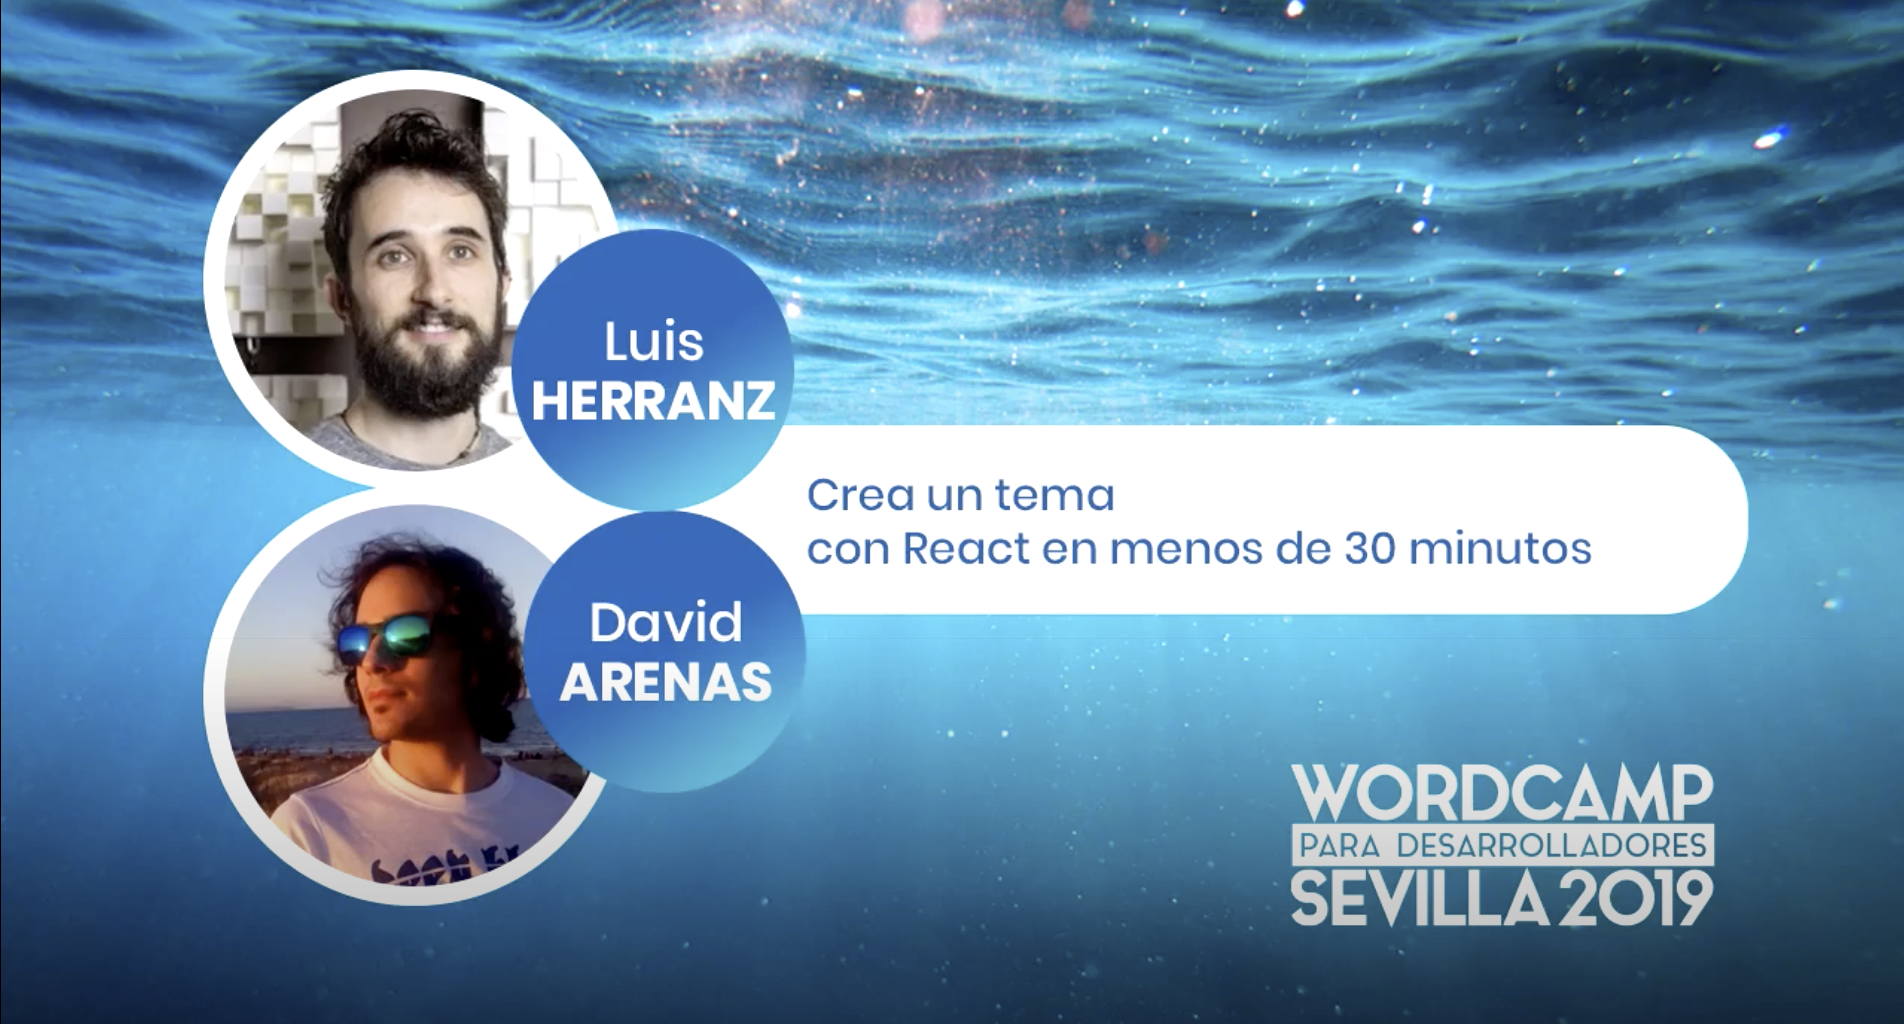 Luis
HERRANZ
Crea un tema
con React en menos de 30 minutos
David
ARENAS
WORDCAMP
PARA DESARROLLADORES
SEVILLA 2019